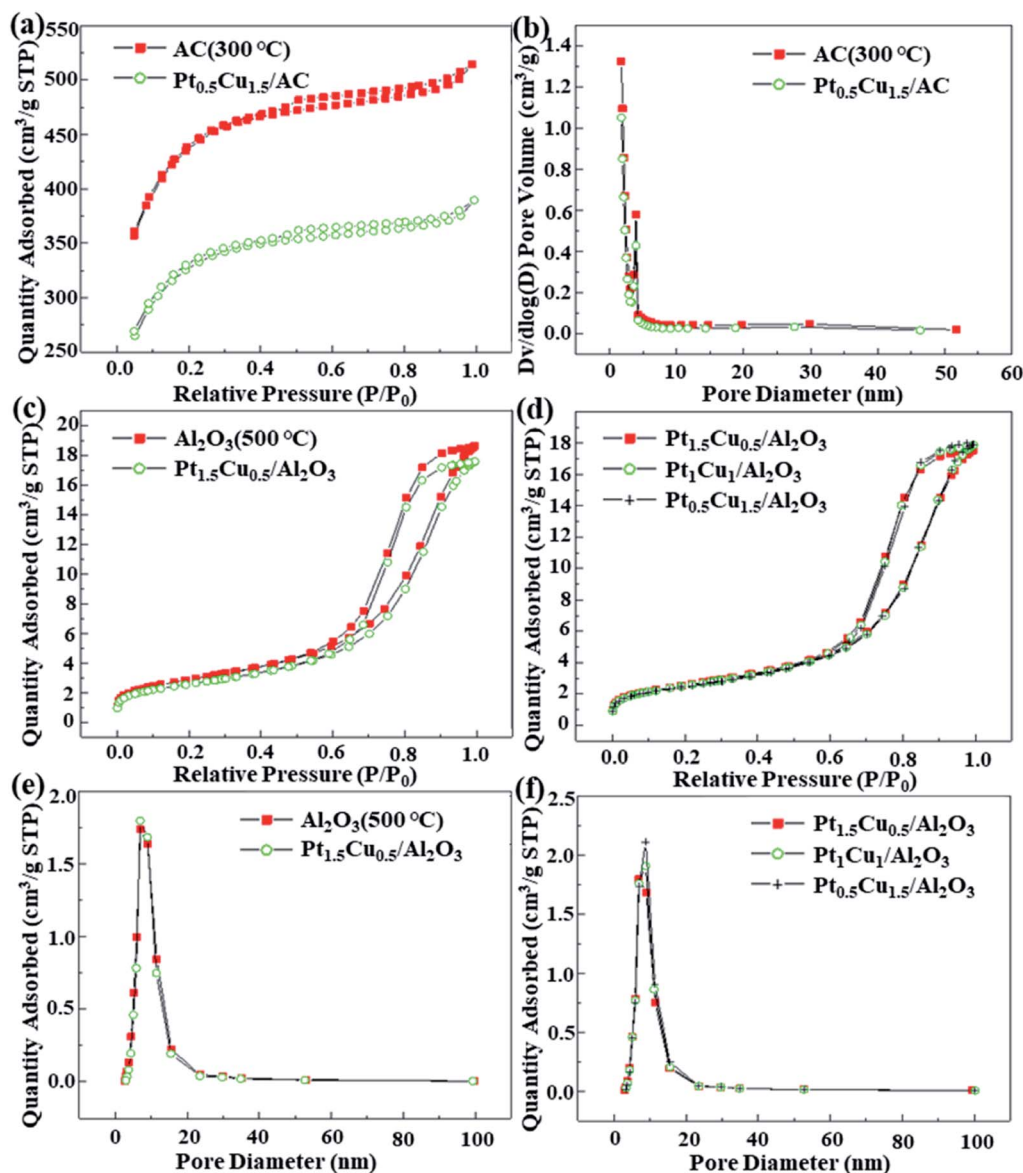 (a)
550
500
450
400
350
300
250
Quantity Adsorbed (cm³/g STP)
AC(300 °C)
Pt₀.₅Cu₁.₅/AC
0.0 0.2 0.4 0.6 0.8 1.0
Relative Pressure (P/P₀)
(b)
1.4
1.2
1.0
0.8
0.6
0.4
0.2
0.0
Dv/dlog(D) Pore Volume (cm³/g)
AC(300 °C)
Pt₀.₅Cu₁.₅/AC
0 10 20 30 40 50 60
Pore Diameter (nm)
(c)
20
18
16
14
12
10
8
6
4
2
0
Quantity Adsorbed (cm³/g STP)
Al₂O₃(500 °C)
Pt₁.₅Cu₀.₅/Al₂O₃
0.0 0.2 0.4 0.6 0.8 1.0
Relative Pressure (P/P₀)
(d)
20
18
16
14
12
10
8
6
4
2
0
Quantity Adsorbed (cm³/g STP)
Pt₁.₅Cu₀.₅/Al₂O₃
Pt₁Cu₁/Al₂O₃
Pt₀.₅Cu₁.₅/Al₂O₃
0.0 0.2 0.4 0.6 0.8 1.0
Relative Pressure (P/P₀)
(e)
2.0
1.5
1.0
0.5
0.0
Quantity Adsorbed (cm³/g STP)
Al₂O₃(500 °C)
Pt₁.₅Cu₀.₅/Al₂O₃
0 20 40 60 80 100
Pore Diameter (nm)
(f)
2.5
2.0
1.5
1.0
0.5
0.0
Quantity Adsorbed (cm³/g STP)
Pt₁.₅Cu₀.₅/Al₂O₃
Pt₁Cu₁/Al₂O₃
Pt₀.₅Cu₁.₅/Al₂O₃
0 20 40 60 80 100
Pore Diameter (nm)